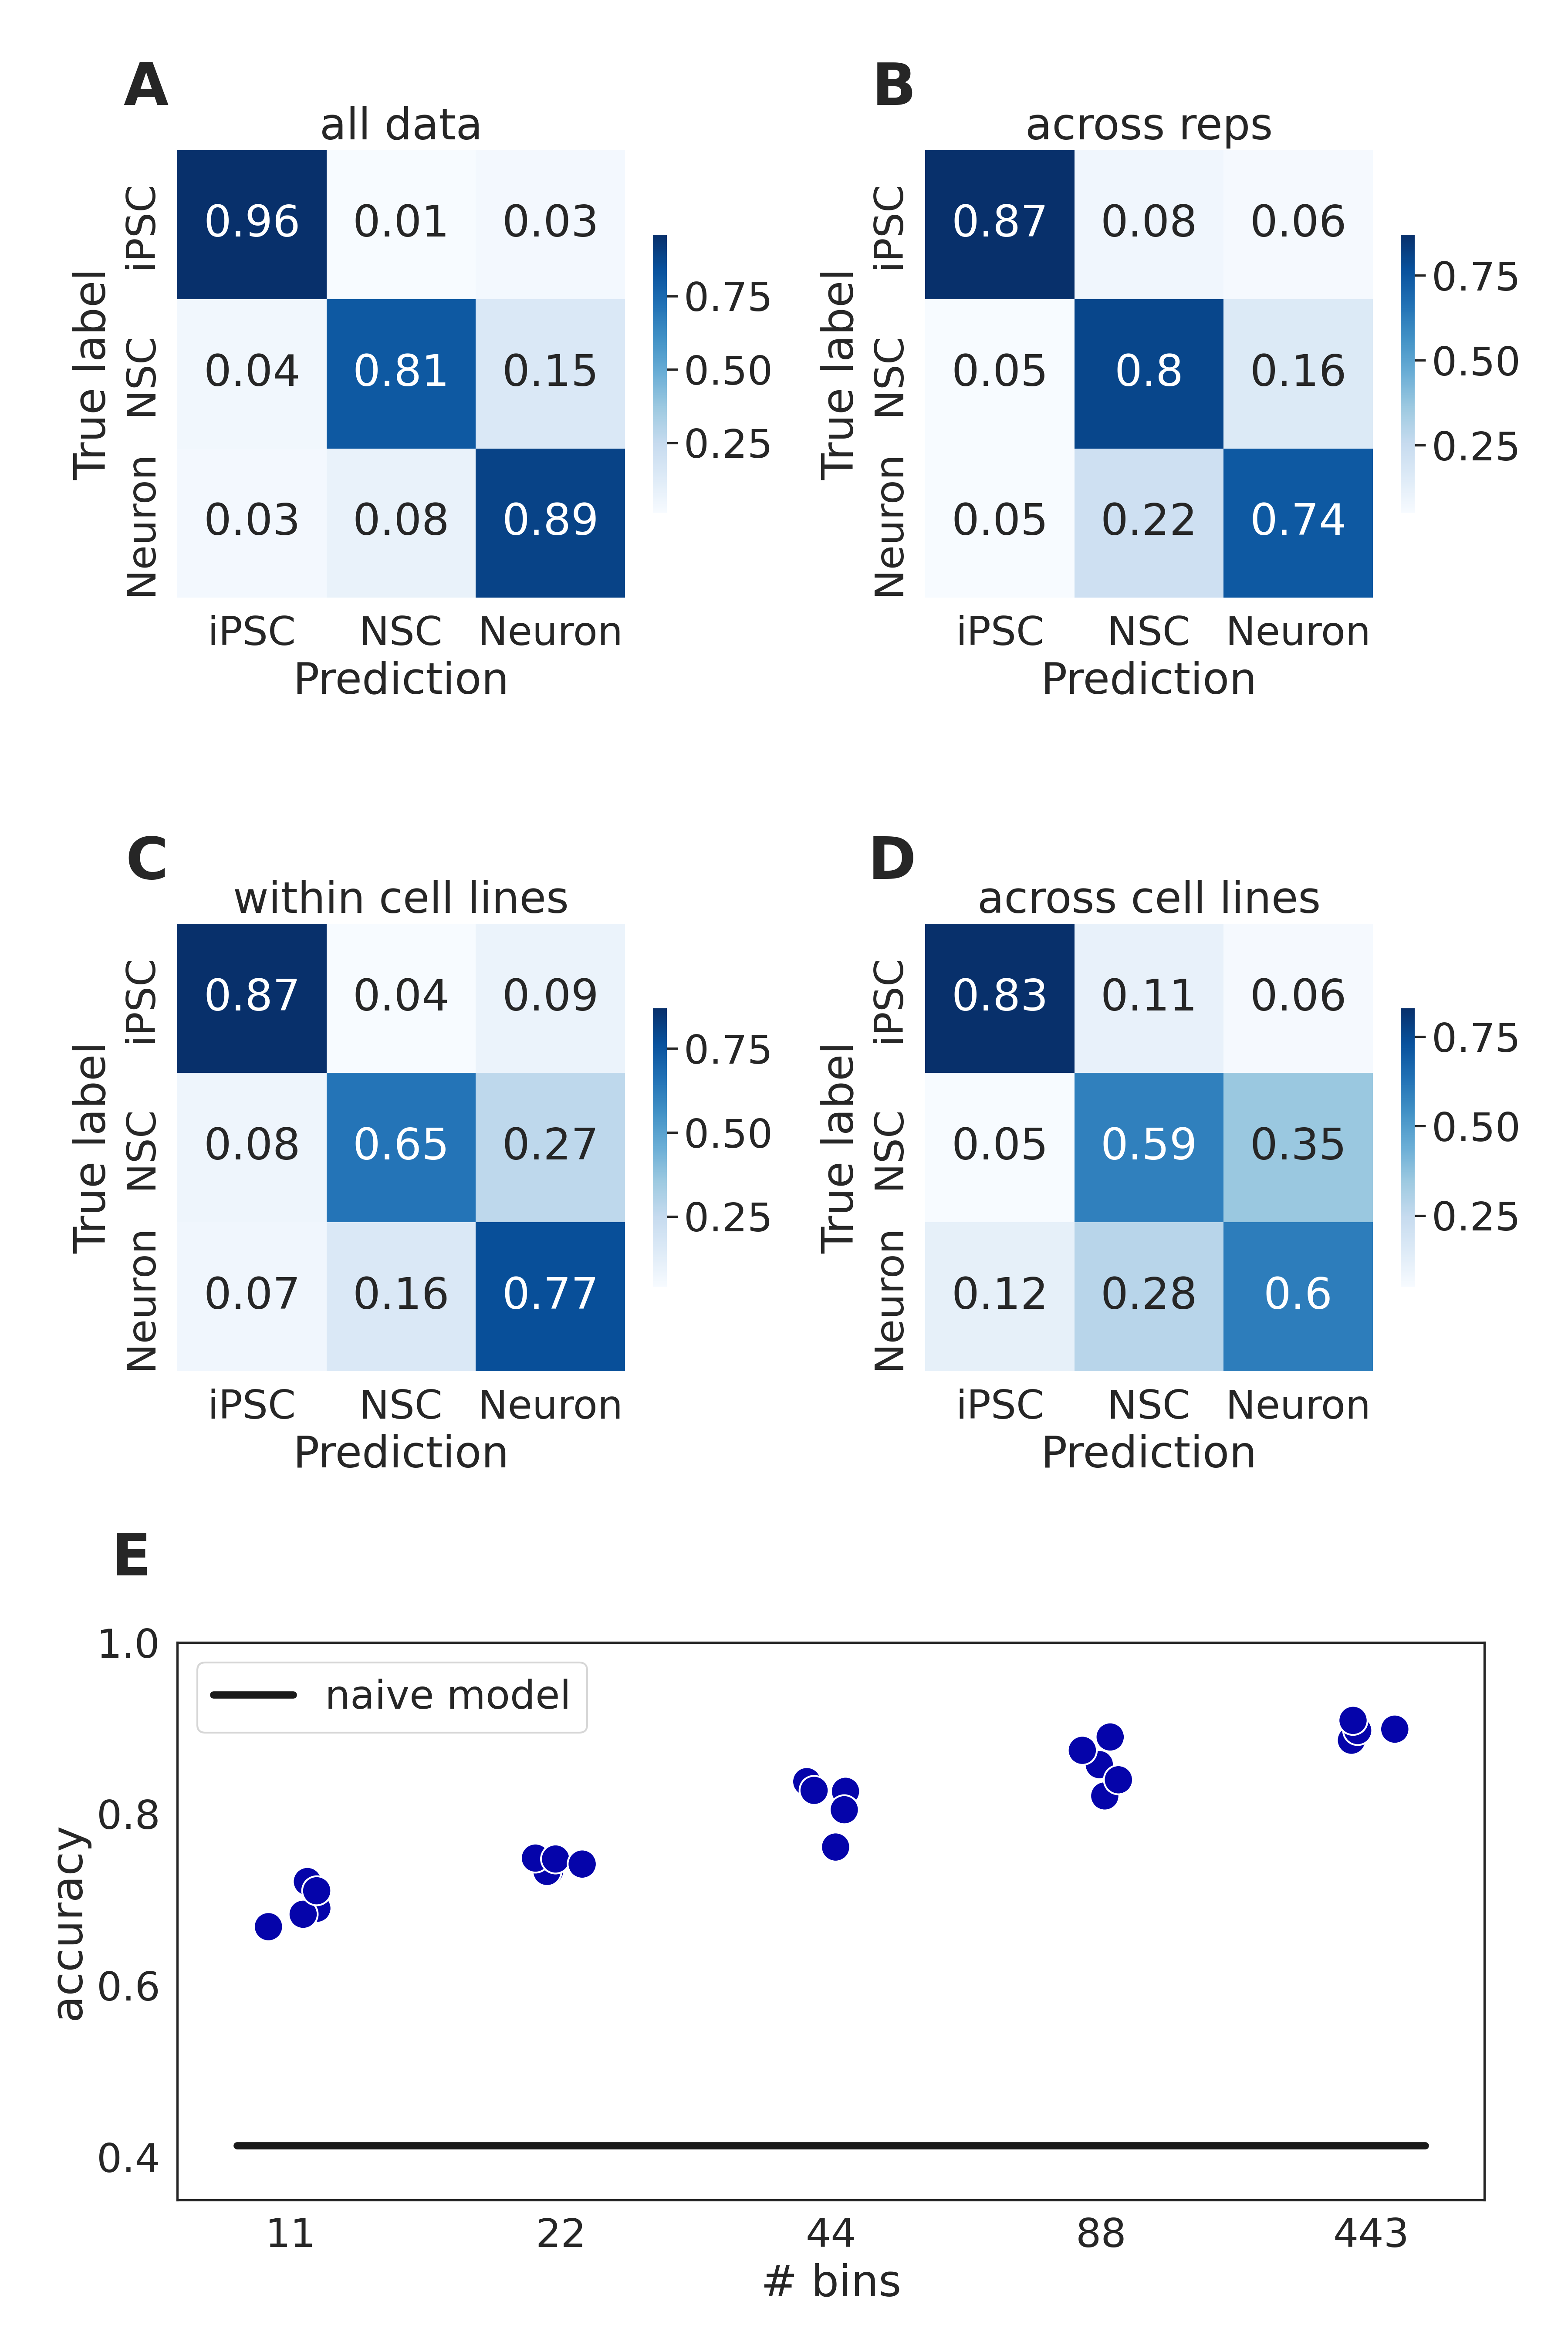 A
all data
True label
iPSC
0.96 0.01 0.03
NSC
0.04 0.81 0.15
Neuron
0.03 0.08 0.89
0.75
0.50
0.25
iPSC NSC Neuron
Prediction
B
across reps
True label
iPSC
0.87 0.08 0.06
NSC
0.05 0.8 0.16
Neuron
0.05 0.22 0.74
0.75
0.50
0.25
iPSC NSC Neuron
Prediction
C
within cell lines
True label
iPSC
0.87 0.04 0.09
NSC
0.08 0.65 0.27
Neuron
0.07 0.16 0.77
0.75
0.50
0.25
iPSC NSC Neuron
Prediction
D
across cell lines
True label
iPSC
0.83 0.11 0.06
NSC
0.05 0.59 0.35
Neuron
0.12 0.28 0.6
0.75
0.50
0.25
iPSC NSC Neuron
Prediction
E
naive model
accuracy
1.0
0.8
0.6
0.4
11 22 44 88 443
# bins